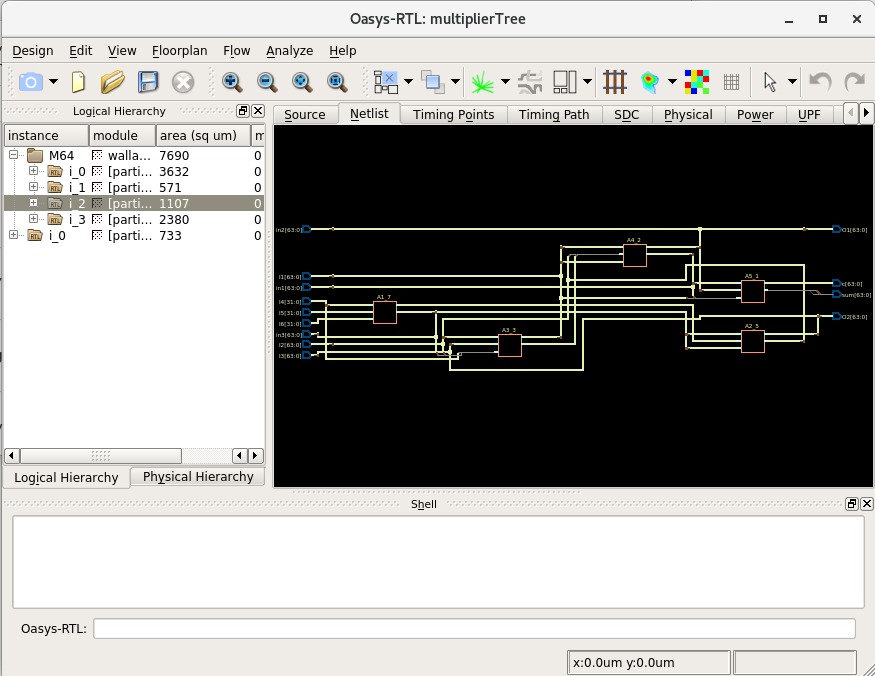 Oasys-RTL: multiplierTree
Design Edit View Floorplan Flow Analyze Help
Logical Hierarchy
Source Netlist Timing Points Timing Path SDC Physical Power UPF
instance module area (sq um) m
M64 walla... 7690 0
RTL i_0 [parti... 3632 0
RTL i_1 [parti... 571 0
RTL i_2 [parti... 1107 0
RTL i_3 [parti... 2380 0
RTL i_0 [parti... 733 0
in2[63:0] O1[63:0]
A4_2
I1[63:0] A5_1 c[63:0]
in1[63:0] sum[63:0]
I4[31:0] A1_7
I5[31:0] O2[63:0]
I6[31:0] A2_5
in3[63:0] A3_3
I2[63:0]
I3[63:0]
Logical Hierarchy Physical Hierarchy
Shell
Oasys-RTL:
x:0.0um y:0.0um